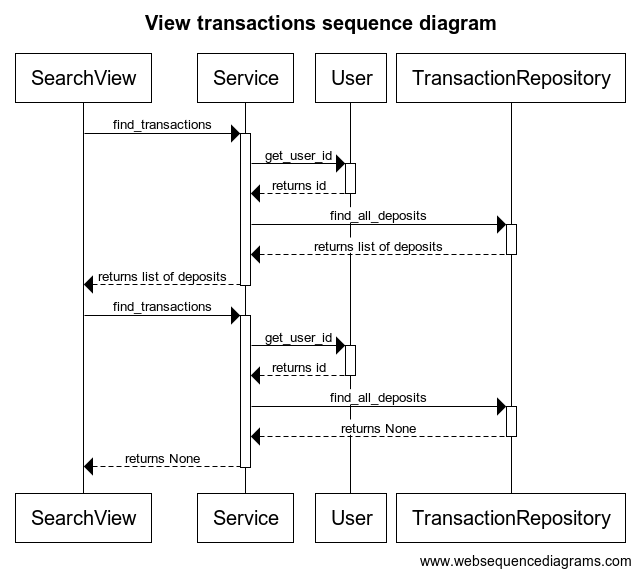 View transactions sequence diagram
SearchView Service User TransactionRepository
find_transactions
get_user_id
returns id
find_all_deposits
returns list of deposits
returns list of deposits
find_transactions
get_user_id
returns id
find_all_deposits
returns None
returns None
SearchView Service User TransactionRepository
www.websequencediagrams.com